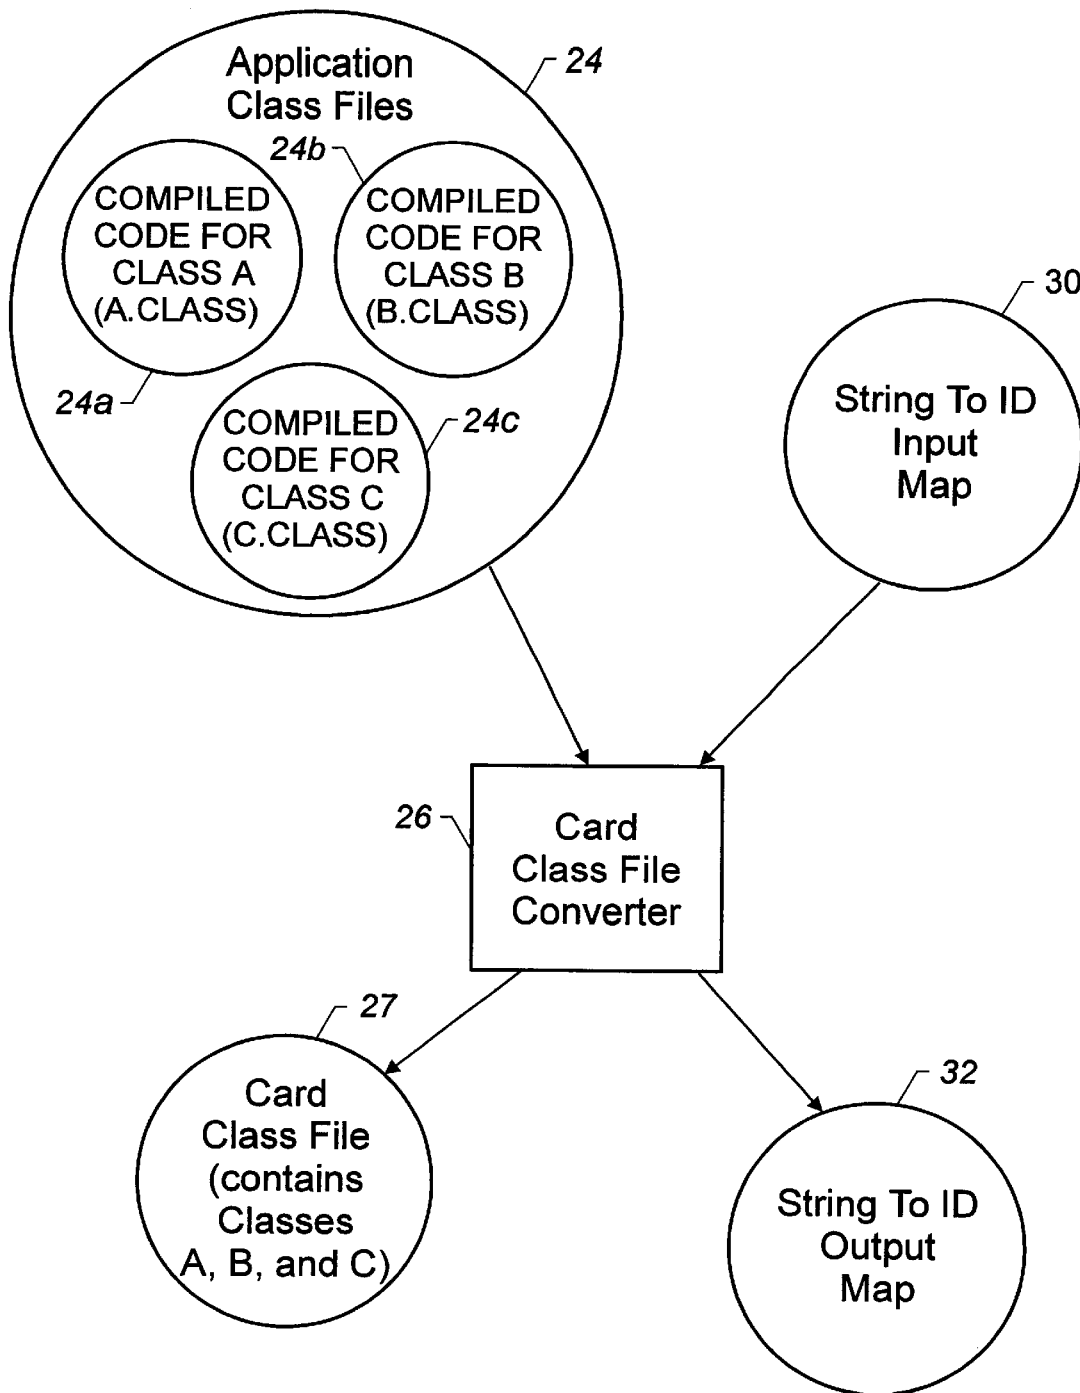 Application
Class Files
24
24b
COMPILED
CODE FOR
CLASS A
(A.CLASS)
COMPILED
CODE FOR
CLASS B
(B.CLASS)
24a
COMPILED
CODE FOR
CLASS C
(C.CLASS)
24c
30
String To ID
Input
Map
26
Card
Class File
Converter
27
Card
Class File
(contains
Classes
A, B, and C)
32
String To ID
Output
Map